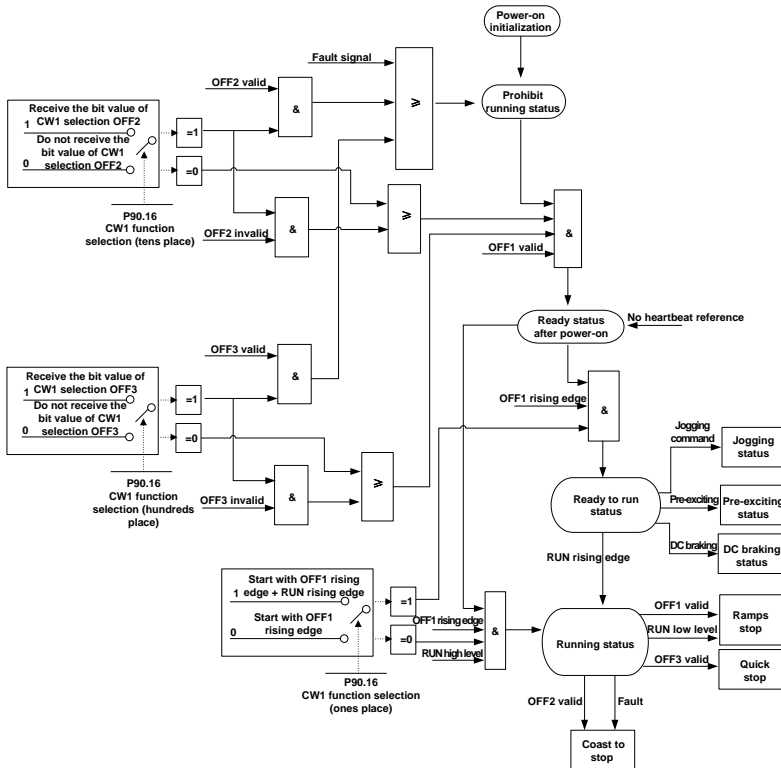 Power-on
initialization
Fault signal
OFF2 valid
&
≥
Prohibit
running status
Receive the bit value of
CW1 selection OFF2
1
Do not receive the
bit value of CW1
selection OFF2
0
=1
=0
P90.16
CW1 function
selection (tens place)
OFF2 invalid
&
≥
OFF1 valid
&
Ready status
after power-on
No heartbeat reference
OFF3 valid
&
Receive the bit value of
CW1 selection OFF3
1
Do not receive the
bit value of CW1
selection OFF3
0
=1
=0
P90.16
CW1 function
selection (hundreds
place)
OFF3 invalid
&
≥
OFF1 rising edge
&
Ready to run
status
Jogging
command
Jogging
status
Pre-exciting
Pre-exciting
status
DC braking
DC braking
status
RUN rising edge
Start with OFF1 rising
1 edge + RUN rising edge
Start with OFF1
0 rising edge
=1
=0
P90.16
CW1 function selection
(ones place)
OFF1 rising edge
RUN high level
&
Running status
OFF1 valid
RUN low level
Ramps
stop
OFF3 valid
Quick
stop
OFF2 valid
Fault
Coast to
stop